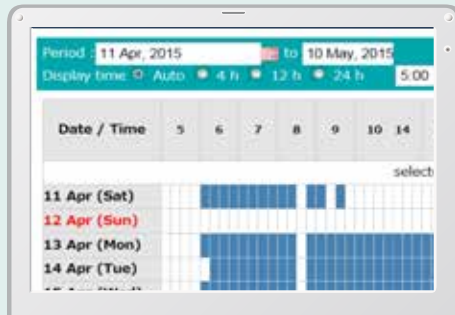 Period : 11 Apr, 2015 to 10 May, 2015
Display time Auto 4 h 12 h 24 h 5:00
Date / Time 5 6 7 8 9 10 14
11 Apr (Sat)
12 Apr (Sun)
13 Apr (Mon)
14 Apr (Tue)